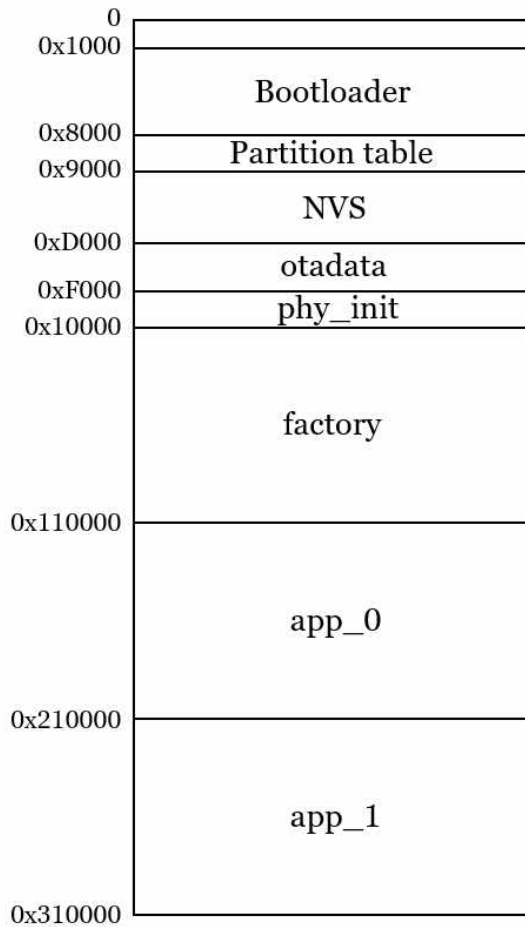 0
0x1000
Bootloader
0x8000
Partition table
0x9000
NVS
0xD000
otadata
0xF000
phy_init
0x10000
factory
0x110000
app_0
0x210000
app_1
0x310000